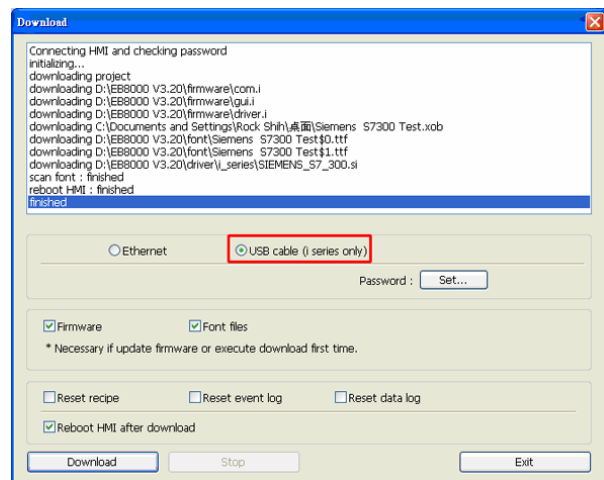 Download
Connecting HMI and checking password
initializing...
downloading project
downloading D:\EB8000 V3.20\firmware\com.i
downloading D:\EB8000 V3.20\firmware\gui.i
downloading D:\EB8000 V3.20\firmware\driver.i
downloading C:\Documents and Settings\Rock Shih\桌面\Siemens S7300 Test.xob
downloading D:\EB8000 V3.20\font\Siemens S7300 Test$0.ttf
downloading D:\EB8000 V3.20\font\Siemens S7300 Test$1.ttf
downloading D:\EB8000 V3.20\driver\i_series\SIEMENS_S7_300.si
scan font : finished
reboot HMI : finished
finished
Ethernet USB cable (i series only)
Password : Set...
Firmware Font files
* Necessary if update firmware or execute download first time.
Reset recipe Reset event log Reset data log
Reboot HMI after download
Download Stop Exit